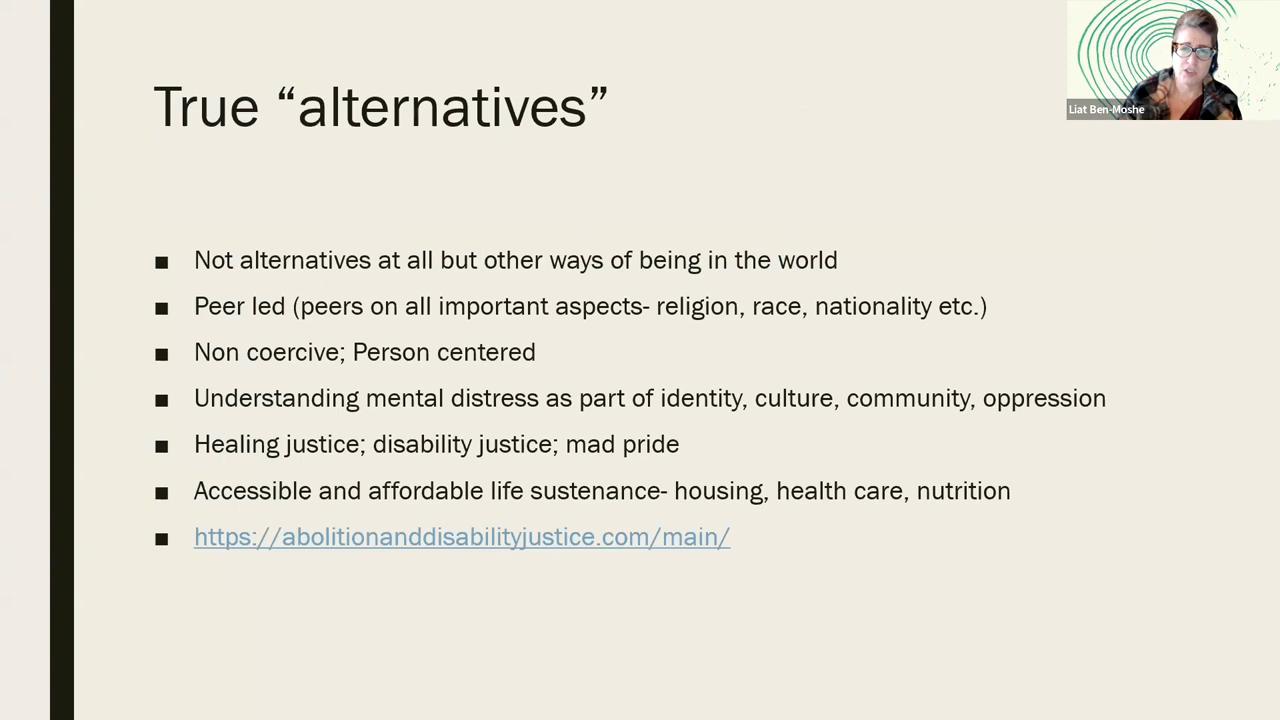 Liat Ben-Moshe
True “alternatives”
■ Not alternatives at all but other ways of being in the world
■ Peer led (peers on all important aspects- religion, race, nationality etc.)
■ Non coercive; Person centered
■ Understanding mental distress as part of identity, culture, community, oppression
■ Healing justice; disability justice; mad pride
■ Accessible and affordable life sustenance- housing, health care, nutrition
■ https://abolitionanddisabilityjustice.com/main/